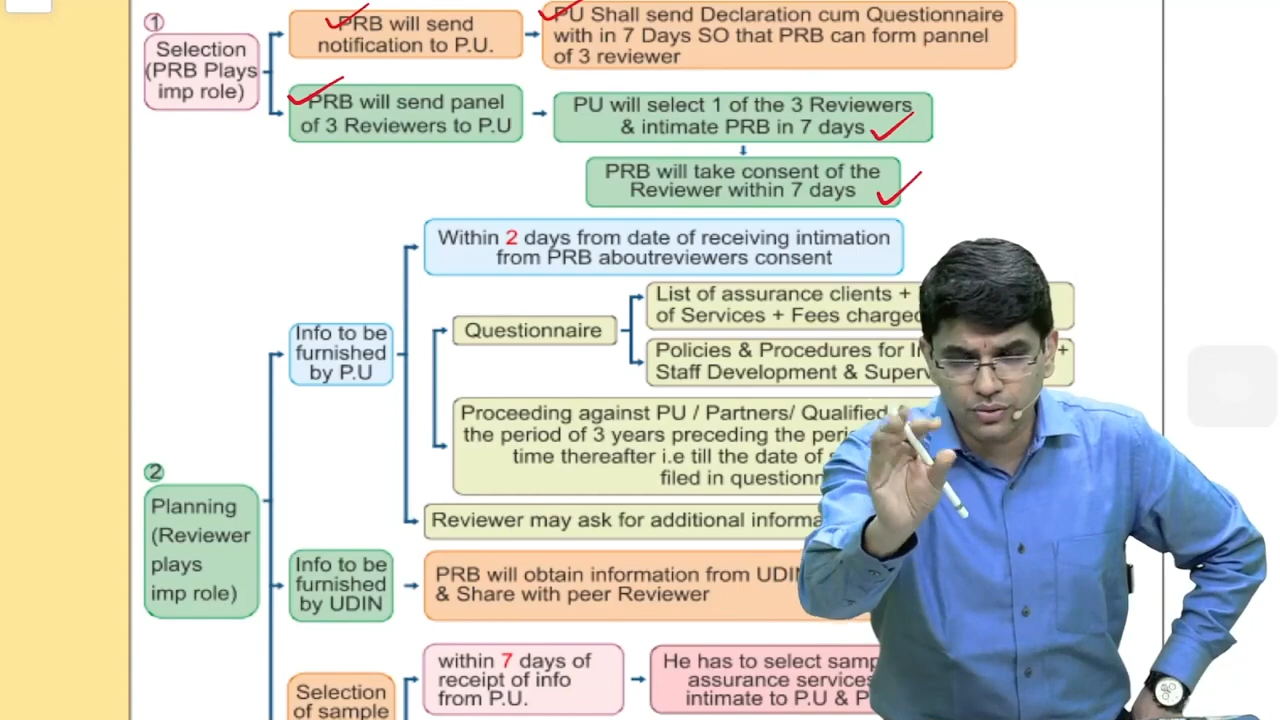 1
Selection
(PRB Plays
imp role)
PRB will send
notification to P.U.
PU Shall send Declaration cum Questionnaire
with in 7 Days SO that PRB can form pannel
of 3 reviewer
PRB will send panel
of 3 Reviewers to P.U
PU will select 1 of the 3 Reviewers
& intimate PRB in 7 days
PRB will take consent of the
Reviewer within 7 days
2
Planning
(Reviewer
plays
imp role)
Info to be
furnished
by P.U
Within 2 days from date of receiving intimation
from PRB aboutreviewers consent
Questionnaire
List of assurance clients +
of Services + Fees charged
Policies & Procedures for +
Staff Development &
Proceeding against PU / Partners/ Qualified
the period of 3 years preceding the
time thereafter i.e till the date of
filed in
Reviewer may ask for additional
Info to be
furnished
by UDIN
PRB will obtain information from UDIN
& Share with peer Reviewer
Selection
of sample
within 7 days of
receipt of info
from P.U.
He has to select
assurance services
intimate to P.U &